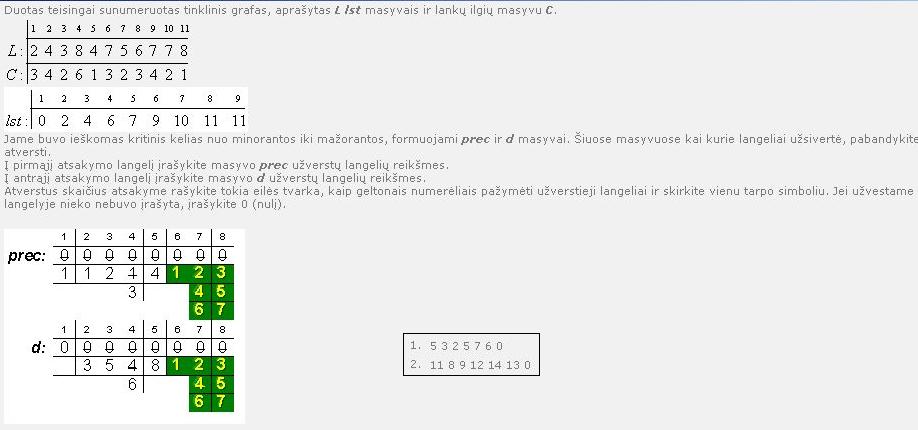 Duotas teisingai sunumeruotas tinklinis grafas, aprašytas L lst masyvais ir lankų ilgių masyvu C.
1 2 3 4 5 6 7 8 9 10 11
L: 2 4 3 8 4 7 5 6 7 7 8
C: 3 4 2 6 1 3 2 3 4 2 1
1 2 3 4 5 6 7 8 9
lst: 0 2 4 6 7 9 10 11 11
Jame buvo ieškomas kritinis kelias nuo minorantos iki mažorantos, formuojami prec ir d masyvai. Šiuose masyvuose kai kurie langeliai užsivertė, pabandykite
atversti.
Į pirmąjį atsakymo langelį įrašykite masyvo prec užverstų langelių reikšmes.
Į antrąjį atsakymo langelį įrašykite masyvo d užverstų langelių reikšmes.
Atverstus skaičius atsakyme rašykite tokia eilės tvarka, kaip geltonais numerėliais pažymėti užverstieji langeliai ir skirkite vienu tarpo simboliu. Jei užvestame
langelyje nieko nebuvo įrašyta, įrašykite 0 (nulį).
1 2 3 4 5 6 7 8
prec: 0 0 0 0 0 0 0 0
1 1 2 4 4 1 2 3
3 4 5
6 7
1 2 3 4 5 6 7 8
d: 0 0 0 0 0 0 0 0
3 5 4 8 1 2 3
6 4 5
6 7
1. 5 3 2 5 7 6 0
2. 11 8 9 12 14 13 0